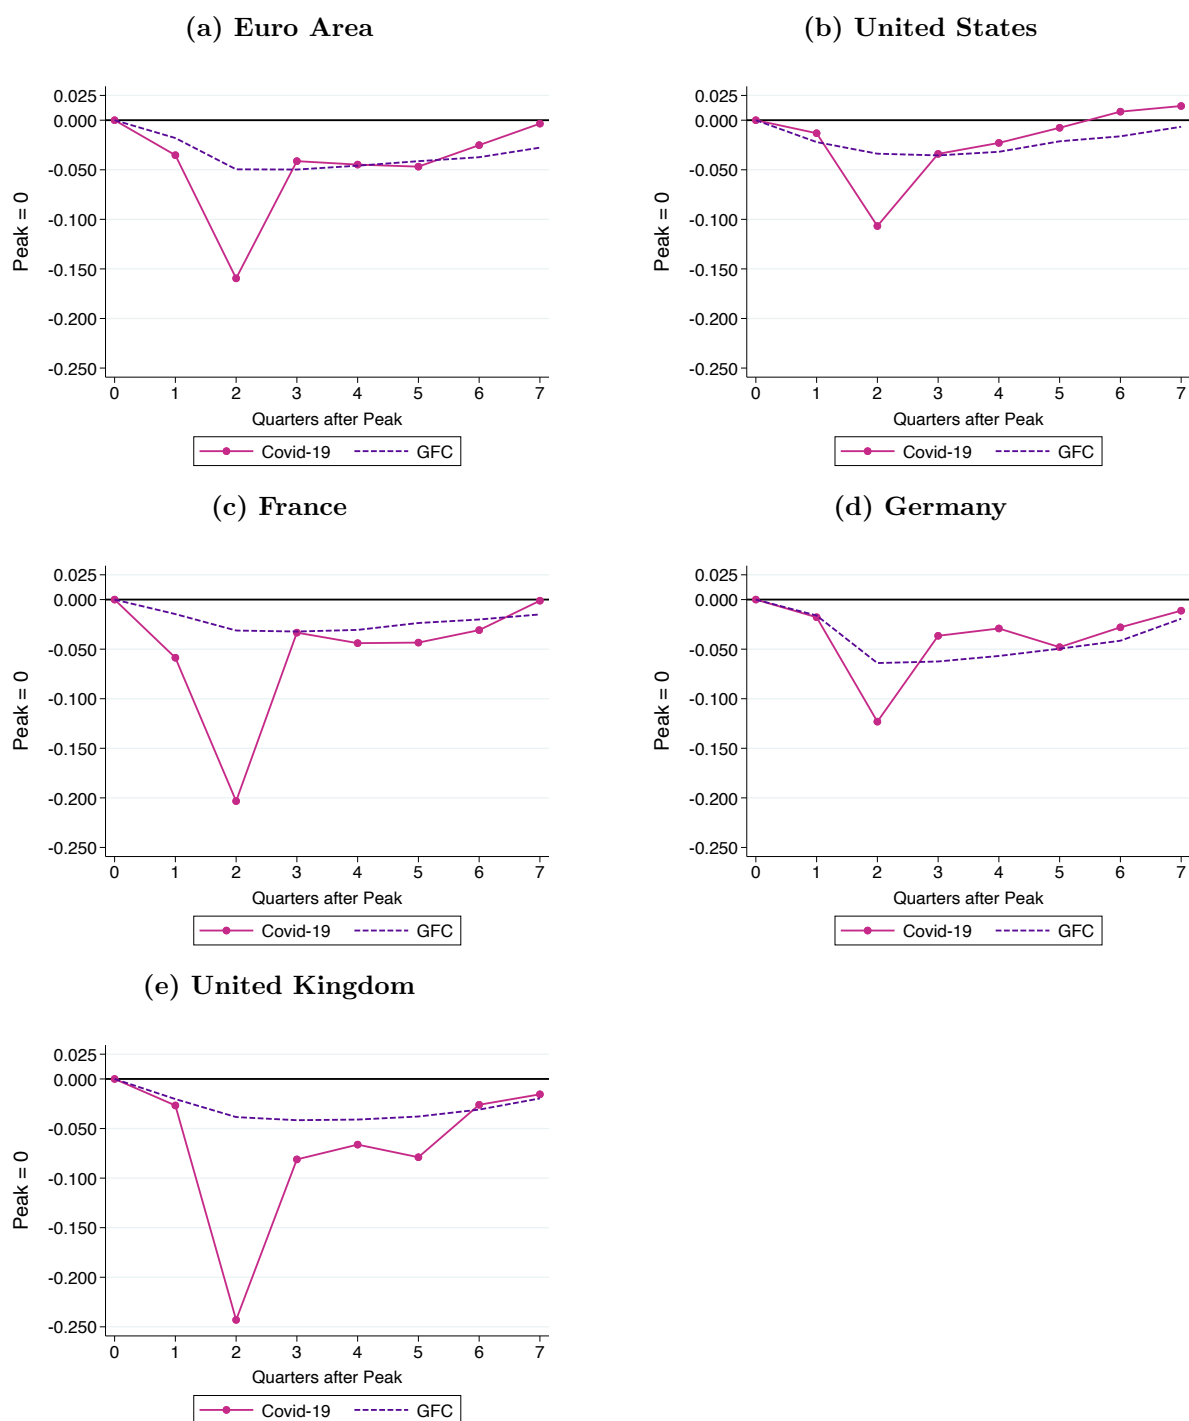 (a) Euro Area
0.025
0.000
-0.050
-0.100
-0.150
-0.200
-0.250
Peak = 0
0 1 2 3 4 5 6 7
Quarters after Peak
Covid-19 GFC
(b) United States
0.025
0.000
-0.050
-0.100
-0.150
-0.200
-0.250
Peak = 0
0 1 2 3 4 5 6 7
Quarters after Peak
Covid-19 GFC
(c) France
0.025
0.000
-0.050
-0.100
-0.150
-0.200
-0.250
Peak = 0
0 1 2 3 4 5 6 7
Quarters after Peak
Covid-19 GFC
(d) Germany
0.025
0.000
-0.050
-0.100
-0.150
-0.200
-0.250
Peak = 0
0 1 2 3 4 5 6 7
Quarters after Peak
Covid-19 GFC
(e) United Kingdom
0.025
0.000
-0.050
-0.100
-0.150
-0.200
-0.250
Peak = 0
0 1 2 3 4 5 6 7
Quarters after Peak
Covid-19 GFC